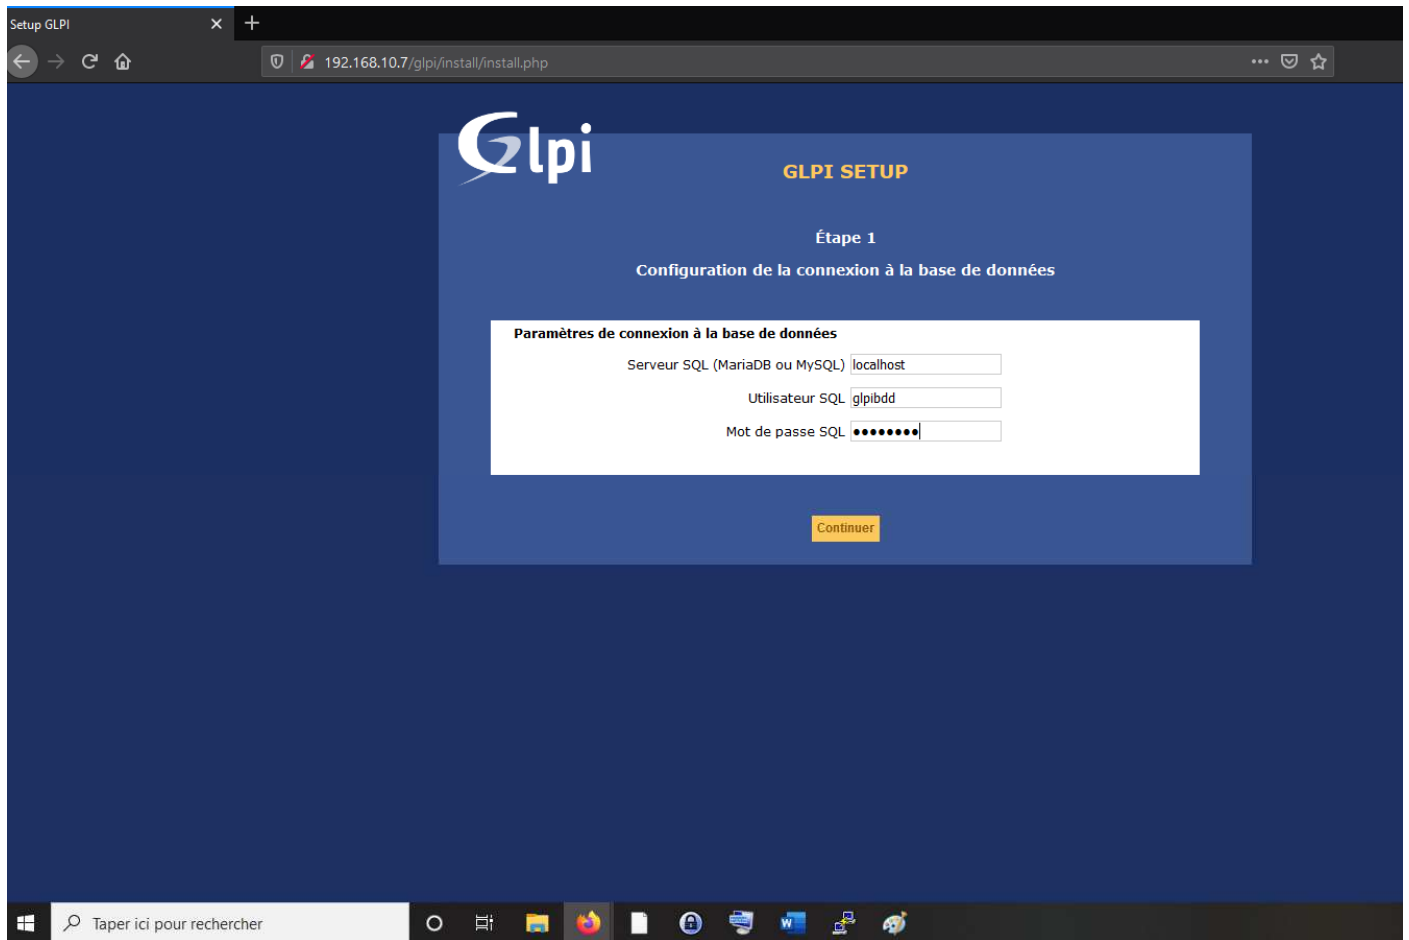 Setup GLPI
192.168.10.7/glpi/install/install.php
Glpi
GLPI SETUP
Étape 1
Configuration de la connexion à la base de données
Paramètres de connexion à la base de données
Serveur SQL (MariaDB ou MySQL) localhost
Utilisateur SQL glpibdd
Mot de passe SQL ••••••••
Continuer
Taper ici pour rechercher